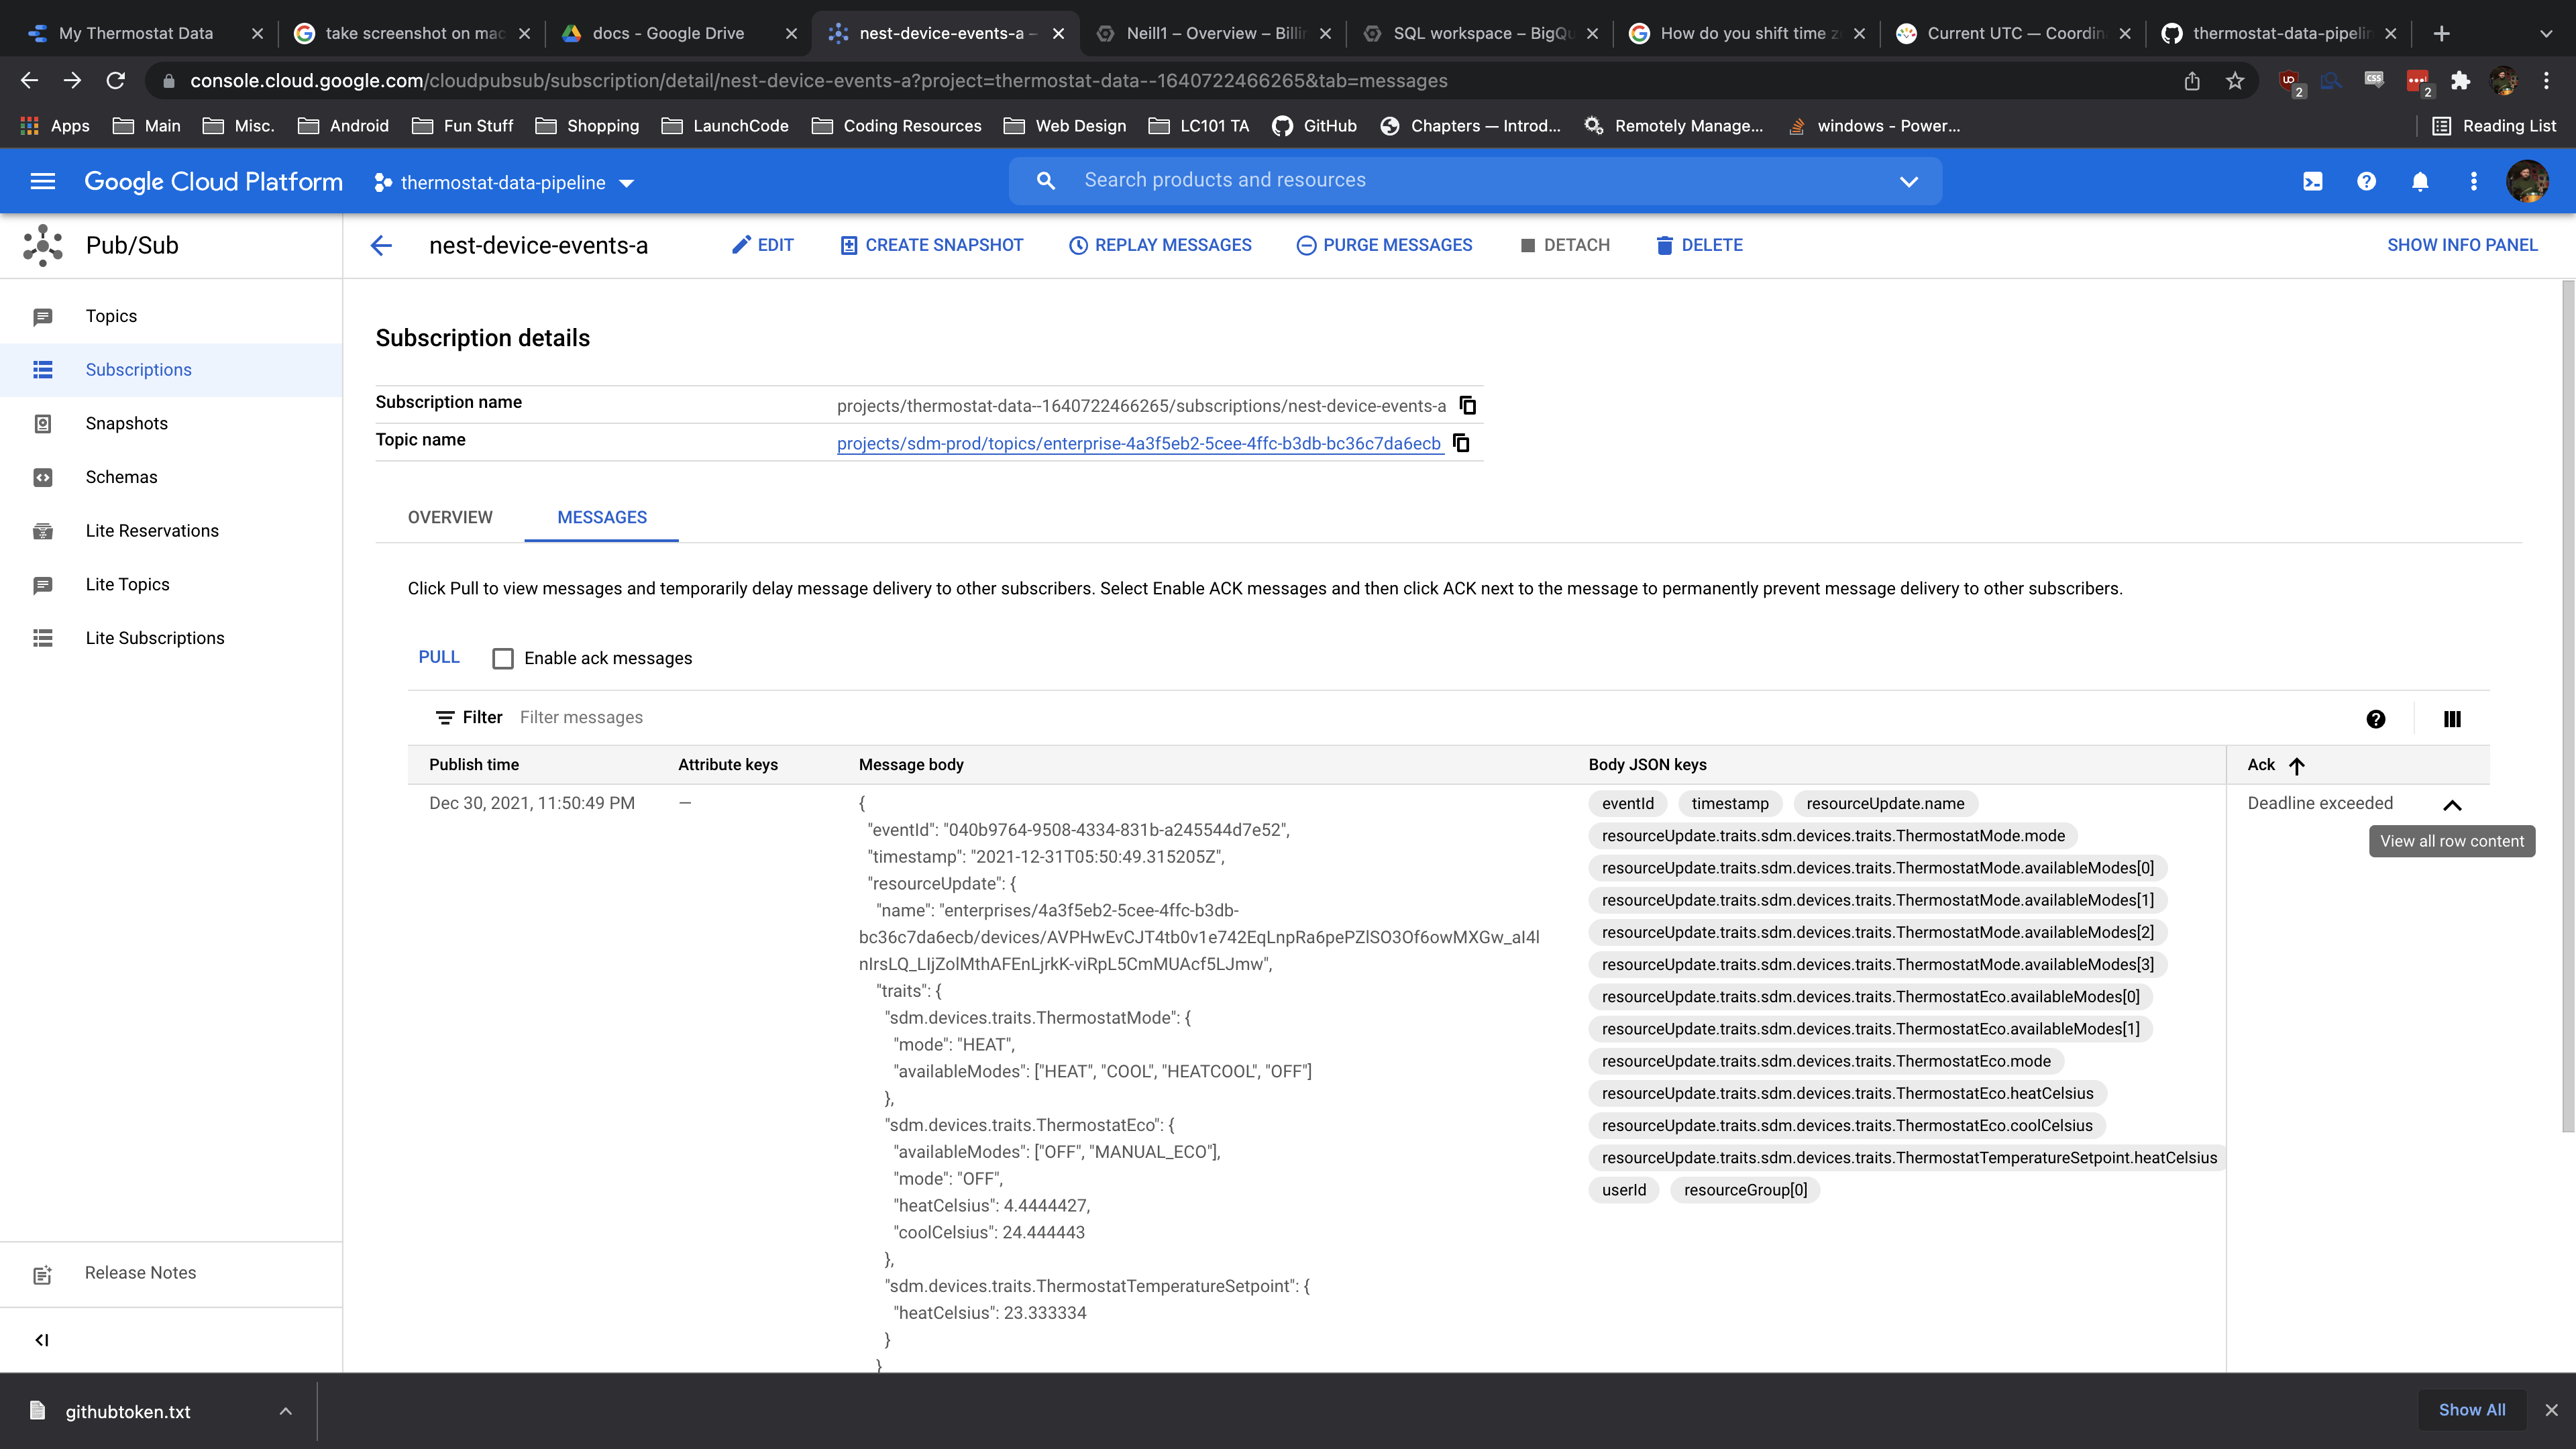 My Thermostat Data
take screenshot on mac
docs - Google Drive
nest-device-events-a –
Neill1 – Overview – Billin
SQL workspace – BigQu
How do you shift time z
Current UTC — Coordin
thermostat-data-pipelin
console.cloud.google.com/cloudpubsub/subscription/detail/nest-device-events-a?project=thermostat-data--1640722466265&tab=messages
2
CSS
2
Apps
Main
Misc.
Android
Fun Stuff
Shopping
LaunchCode
Coding Resources
Web Design
LC101 TA
GitHub
Chapters — Introd...
Remotely Manage...
windows - Power...
Reading List
Google Cloud Platform
thermostat-data-pipeline
Search products and resources
Pub/Sub
nest-device-events-a
EDIT
CREATE SNAPSHOT
REPLAY MESSAGES
PURGE MESSAGES
DETACH
DELETE
SHOW INFO PANEL
Topics
Subscriptions
Snapshots
Schemas
Lite Reservations
Lite Topics
Lite Subscriptions
Release Notes
Subscription details
Subscription name
projects/thermostat-data--1640722466265/subscriptions/nest-device-events-a
Topic name
projects/sdm-prod/topics/enterprise-4a3f5eb2-5cee-4ffc-b3db-bc36c7da6ecb
OVERVIEW
MESSAGES
Click Pull to view messages and temporarily delay message delivery to other subscribers. Select Enable ACK messages and then click ACK next to the message to permanently prevent message delivery to other subscribers.
PULL
Enable ack messages
Filter
Filter messages
Publish time
Attribute keys
Message body
Body JSON keys
Ack
Dec 30, 2021, 11:50:49 PM
—
{
"eventId": "040b9764-9508-4334-831b-a245544d7e52",
"timestamp": "2021-12-31T05:50:49.315205Z",
"resourceUpdate": {
"name": "enterprises/4a3f5eb2-5cee-4ffc-b3db-
bc36c7da6ecb/devices/AVPHwEvCJT4tb0v1e742EqLnpRa6pePZlSO3Of6owMXGw_aI4l
nIrsLQ_LIjZolMthAFEnLjrkK-viRpL5CmMUAcf5LJmw",
"traits": {
"sdm.devices.traits.ThermostatMode": {
"mode": "HEAT",
"availableModes": ["HEAT", "COOL", "HEATCOOL", "OFF"]
},
"sdm.devices.traits.ThermostatEco": {
"availableModes": ["OFF", "MANUAL_ECO"],
"mode": "OFF",
"heatCelsius": 4.4444427,
"coolCelsius": 24.444443
},
"sdm.devices.traits.ThermostatTemperatureSetpoint": {
"heatCelsius": 23.333334
}
}
eventId
timestamp
resourceUpdate.name
resourceUpdate.traits.sdm.devices.traits.ThermostatMode.mode
resourceUpdate.traits.sdm.devices.traits.ThermostatMode.availableModes[0]
resourceUpdate.traits.sdm.devices.traits.ThermostatMode.availableModes[1]
resourceUpdate.traits.sdm.devices.traits.ThermostatMode.availableModes[2]
resourceUpdate.traits.sdm.devices.traits.ThermostatMode.availableModes[3]
resourceUpdate.traits.sdm.devices.traits.ThermostatEco.availableModes[0]
resourceUpdate.traits.sdm.devices.traits.ThermostatEco.availableModes[1]
resourceUpdate.traits.sdm.devices.traits.ThermostatEco.mode
resourceUpdate.traits.sdm.devices.traits.ThermostatEco.heatCelsius
resourceUpdate.traits.sdm.devices.traits.ThermostatEco.coolCelsius
resourceUpdate.traits.sdm.devices.traits.ThermostatTemperatureSetpoint.heatCelsius
userId
resourceGroup[0]
Deadline exceeded
View all row content
githubtoken.txt
Show All